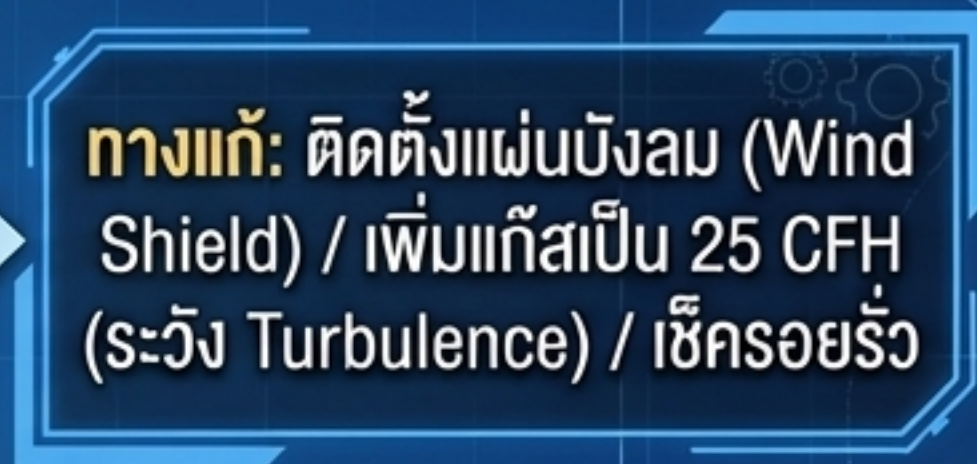 ทางแก้: ติดตั้งแผ่นบังลม (Wind
Shield) / เพิ่มแก๊สเป็น 25 CFH
(ระวัง Turbulence) / เช็ครอยรั่ว